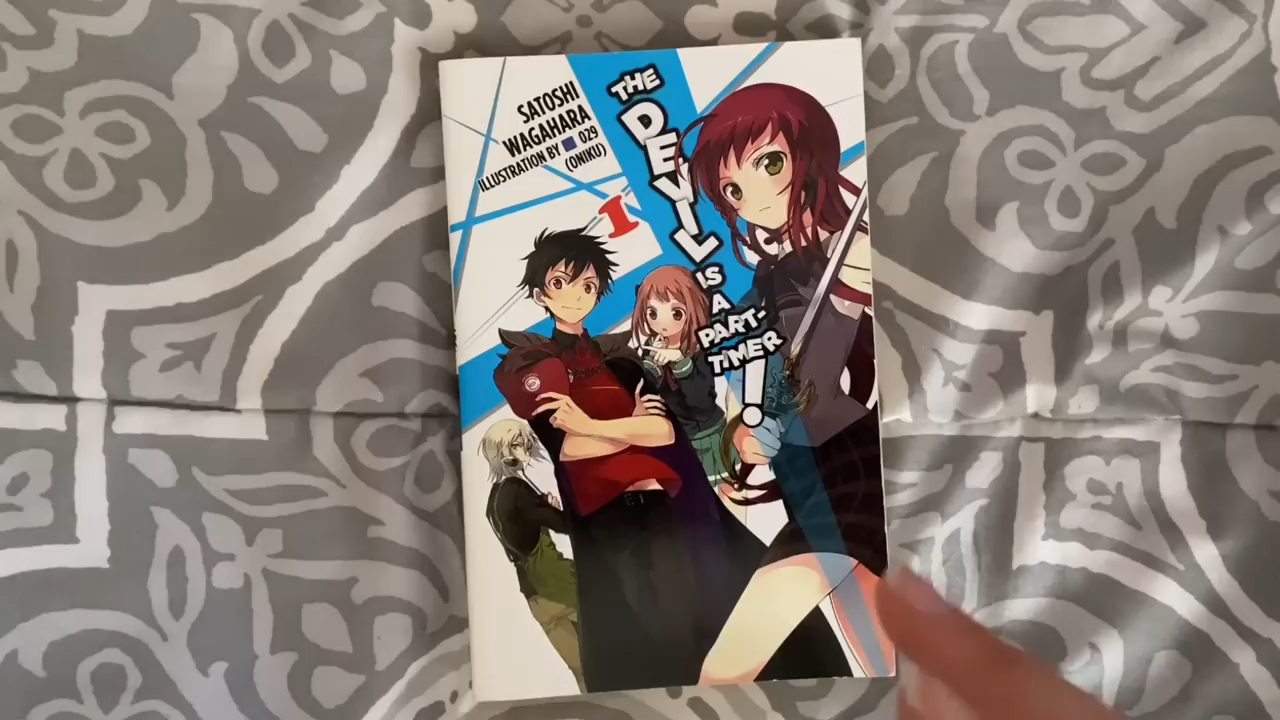 SATOSHI
WAGAHARA
ILLUSTRATION BY 029
(ONIKU)
1
THE
DEVIL
IS
A
PART-
TIMER
!